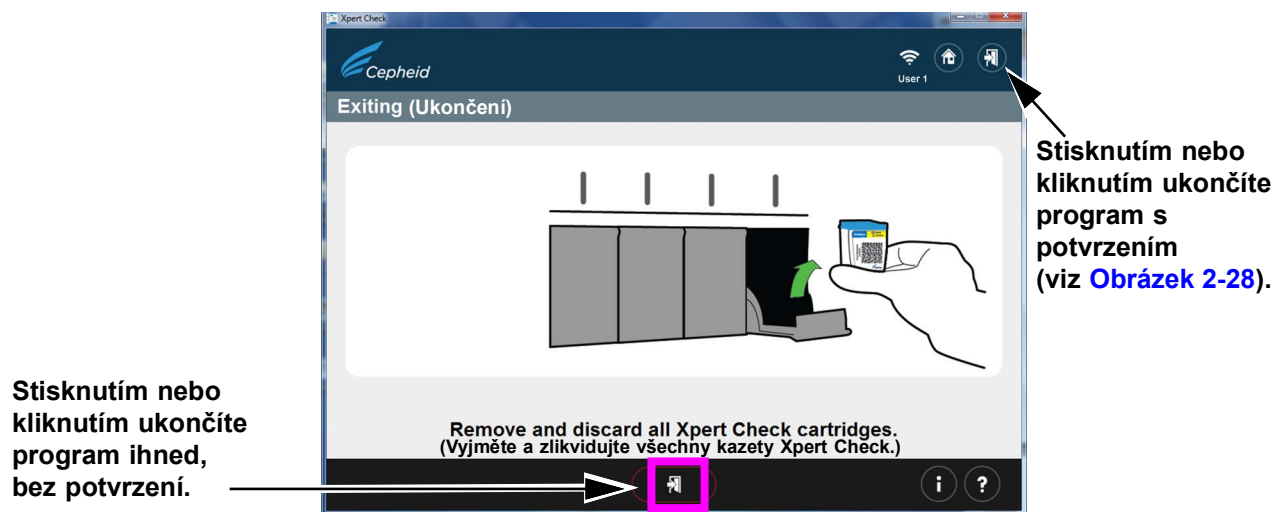 Xpert Check
Cepheid
User 1
Exiting (Ukončení)
Stisknutím nebo
kliknutím ukončíte
program s
potvrzením
(viz Obrázek 2-28).
Stisknutím nebo
kliknutím ukončíte
program ihned,
bez potvrzení.
Remove and discard all Xpert Check cartridges.
(Vyjměte a zlikvidujte všechny kazety Xpert Check.)
i ?